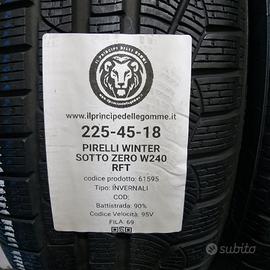 IL PRINCIPE DELLE GOMME
www.ilprincipedellegomme.it
225-45-18
PIRELLI WINTER
SOTTO ZERO W240
RFT
codice prodotto: 61595
Tipo: INVERNALI
COD:
Battistrada: 90%
Codice Velocità: 95V
FILA: 69
subito